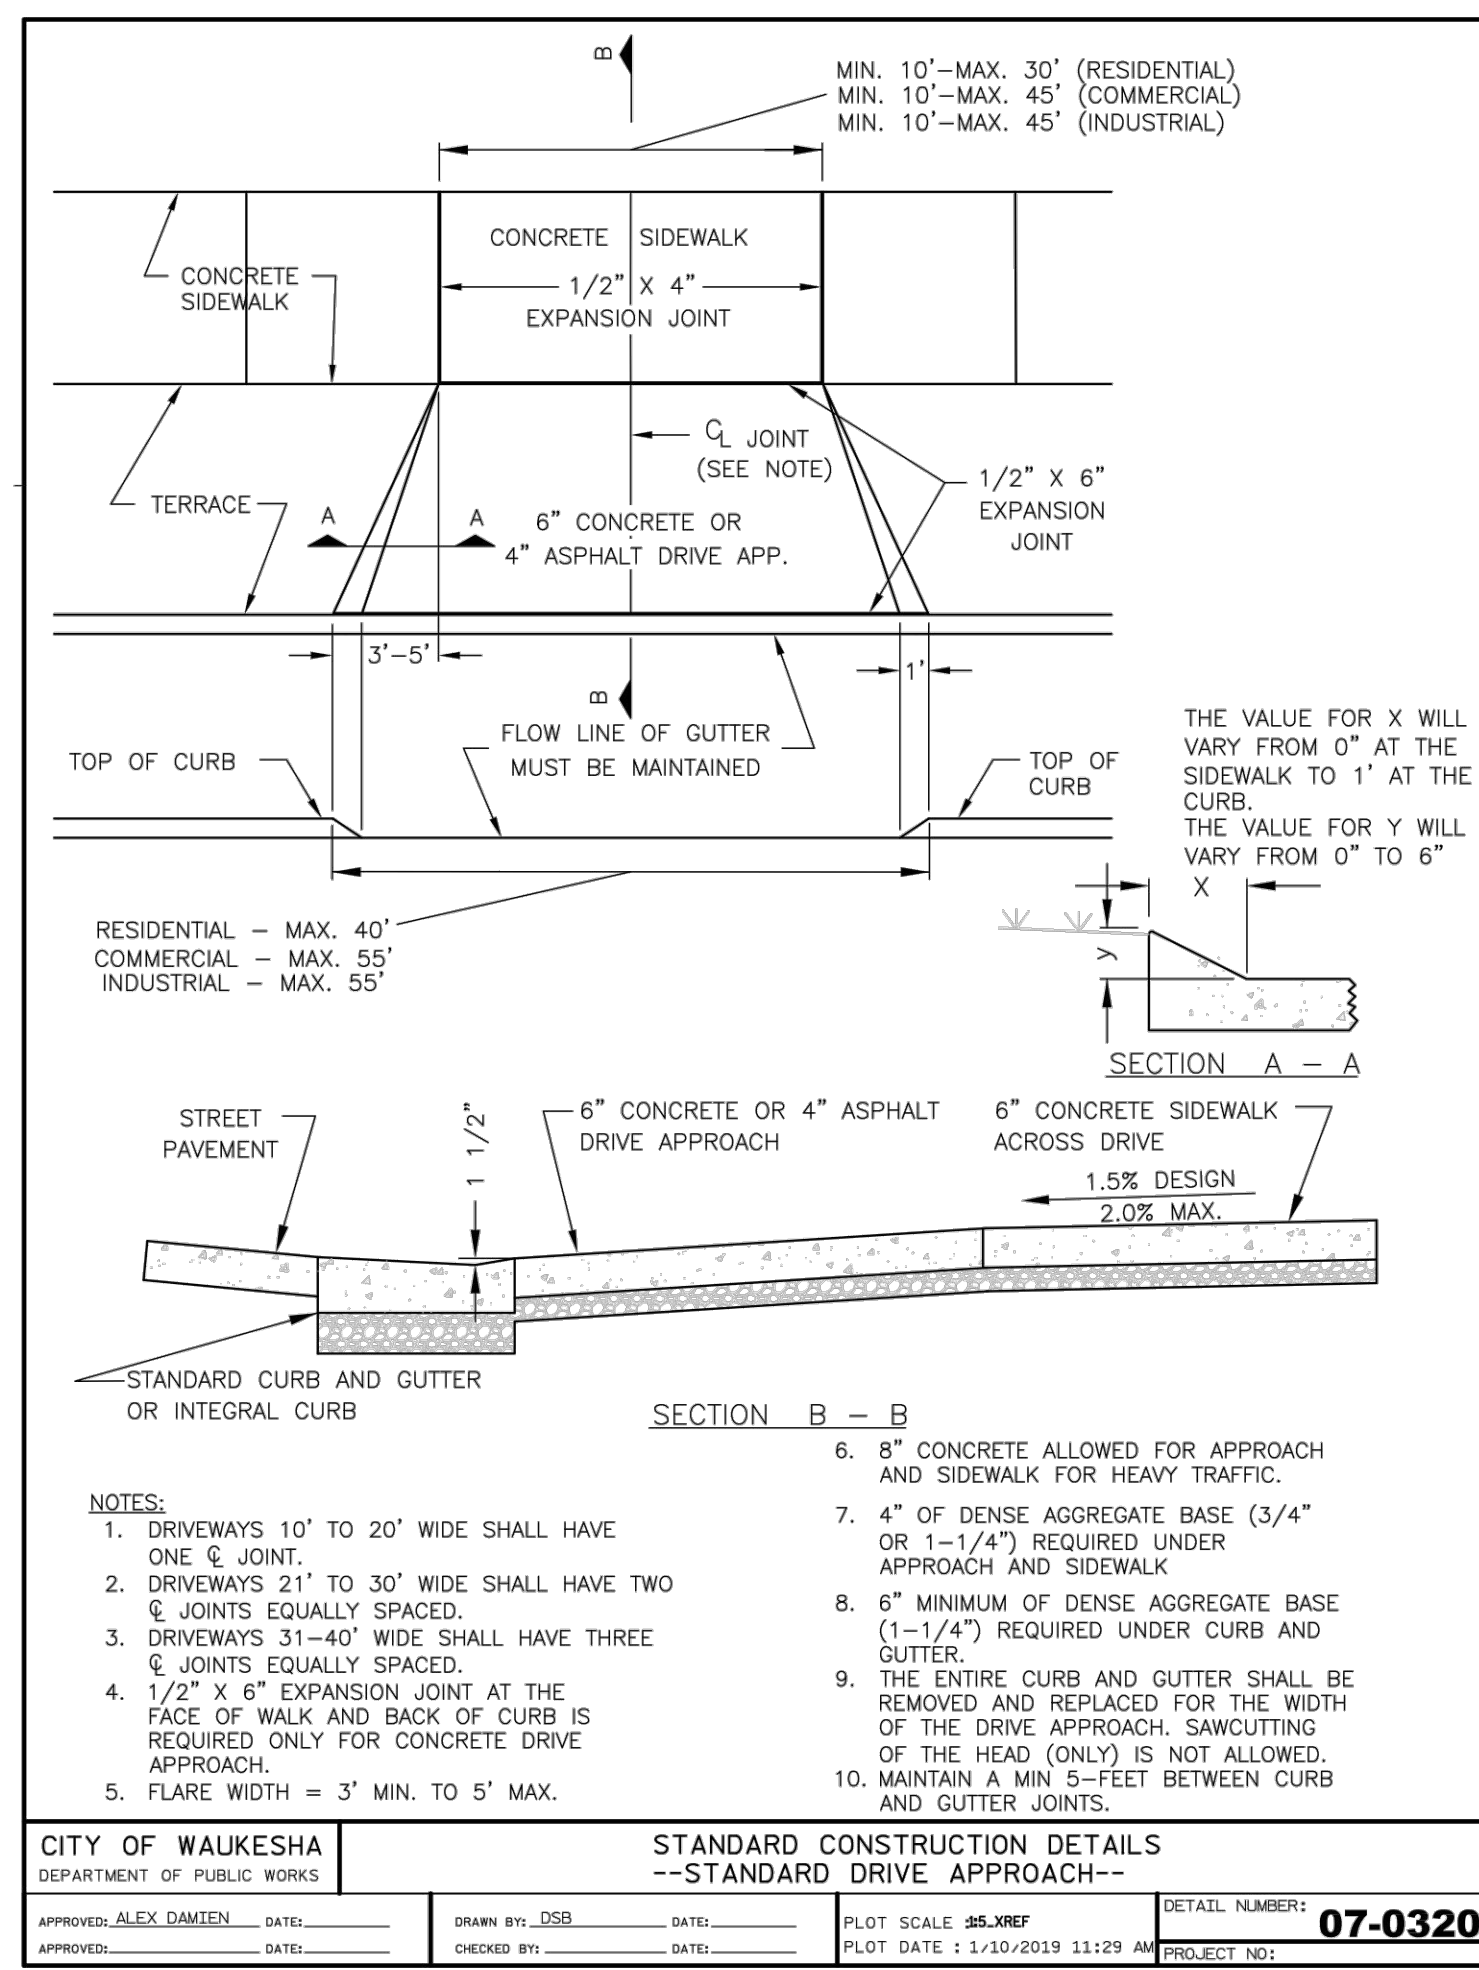 B
MIN. 10'-MAX. 30' (RESIDENTIAL)
MIN. 10'-MAX. 45' (COMMERCIAL)
MIN. 10'-MAX. 45' (INDUSTRIAL)
CONCRETE SIDEWALK
CONCRETE
SIDEWALK
1/2" X 4"
EXPANSION JOINT
℄ JOINT
(SEE NOTE)
1/2" X 6"
EXPANSION
JOINT
TERRACE
A
A
6" CONCRETE OR
4" ASPHALT DRIVE APP.
3'-5'
1'
B
FLOW LINE OF GUTTER
MUST BE MAINTAINED
TOP OF CURB
TOP OF
CURB
THE VALUE FOR X WILL
VARY FROM 0" AT THE
SIDEWALK TO 1' AT THE
CURB.
THE VALUE FOR Y WILL
VARY FROM 0" TO 6"
X
y
RESIDENTIAL - MAX. 40'
COMMERCIAL - MAX. 55'
INDUSTRIAL - MAX. 55'
SECTION A - A
STREET
PAVEMENT
1 1/2"
6" CONCRETE OR 4" ASPHALT
DRIVE APPROACH
6" CONCRETE SIDEWALK
ACROSS DRIVE
1.5% DESIGN
2.0% MAX.
STANDARD CURB AND GUTTER
OR INTEGRAL CURB
SECTION B - B
NOTES:
1. DRIVEWAYS 10' TO 20' WIDE SHALL HAVE
ONE ℄ JOINT.
2. DRIVEWAYS 21' TO 30' WIDE SHALL HAVE TWO
℄ JOINTS EQUALLY SPACED.
3. DRIVEWAYS 31-40' WIDE SHALL HAVE THREE
℄ JOINTS EQUALLY SPACED.
4. 1/2" X 6" EXPANSION JOINT AT THE
FACE OF WALK AND BACK OF CURB IS
REQUIRED ONLY FOR CONCRETE DRIVE
APPROACH.
5. FLARE WIDTH = 3' MIN. TO 5' MAX.
6. 8" CONCRETE ALLOWED FOR APPROACH
AND SIDEWALK FOR HEAVY TRAFFIC.
7. 4" OF DENSE AGGREGATE BASE (3/4"
OR 1-1/4") REQUIRED UNDER
APPROACH AND SIDEWALK
8. 6" MINIMUM OF DENSE AGGREGATE BASE
(1-1/4") REQUIRED UNDER CURB AND
GUTTER.
9. THE ENTIRE CURB AND GUTTER SHALL BE
REMOVED AND REPLACED FOR THE WIDTH
OF THE DRIVE APPROACH. SAWCUTTING
OF THE HEAD (ONLY) IS NOT ALLOWED.
10. MAINTAIN A MIN 5-FEET BETWEEN CURB
AND GUTTER JOINTS.
CITY OF WAUKESHA
DEPARTMENT OF PUBLIC WORKS
STANDARD CONSTRUCTION DETAILS
--STANDARD DRIVE APPROACH--
APPROVED: ALEX DAMIEN DATE:
APPROVED: DATE:
DRAWN BY: DSB DATE:
CHECKED BY: DATE:
PLOT SCALE
PLOT DATE : 1/10/2019 11:29 AM
DETAIL NUMBER:
07-0320
PROJECT NO: